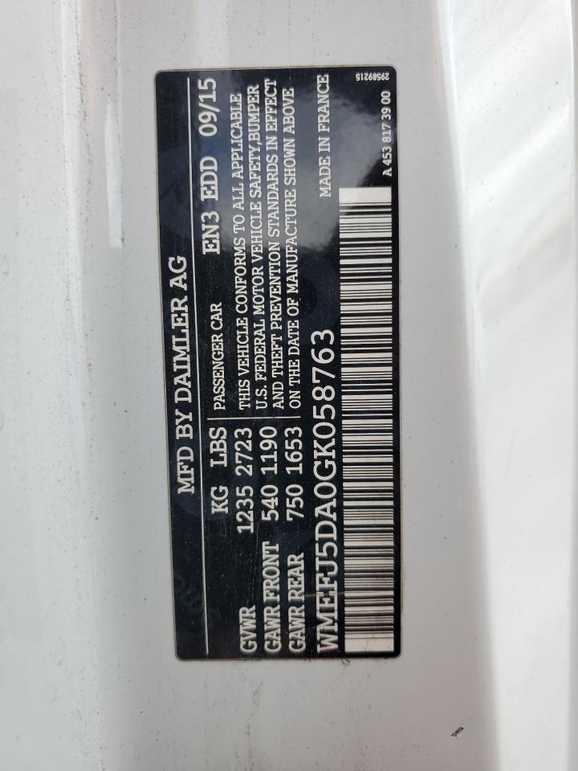 MFD BY DAIMLER AG
KG LBS PASSENGER CAR EN3 EDD 09/15
GVWR 1235 2723 THIS VEHICLE CONFORMS TO ALL APPLICABLE
GAWR FRONT 540 1190 U.S. FEDERAL MOTOR VEHICLE SAFETY,BUMPER
AND THEFT PREVENTION STANDARDS IN EFFECT
GAWR REAR 750 1653 ON THE DATE OF MANUFACTURE SHOWN ABOVE
WMEFJ5DA0GK058763 MADE IN FRANCE
29589215
A 453 817 39 00